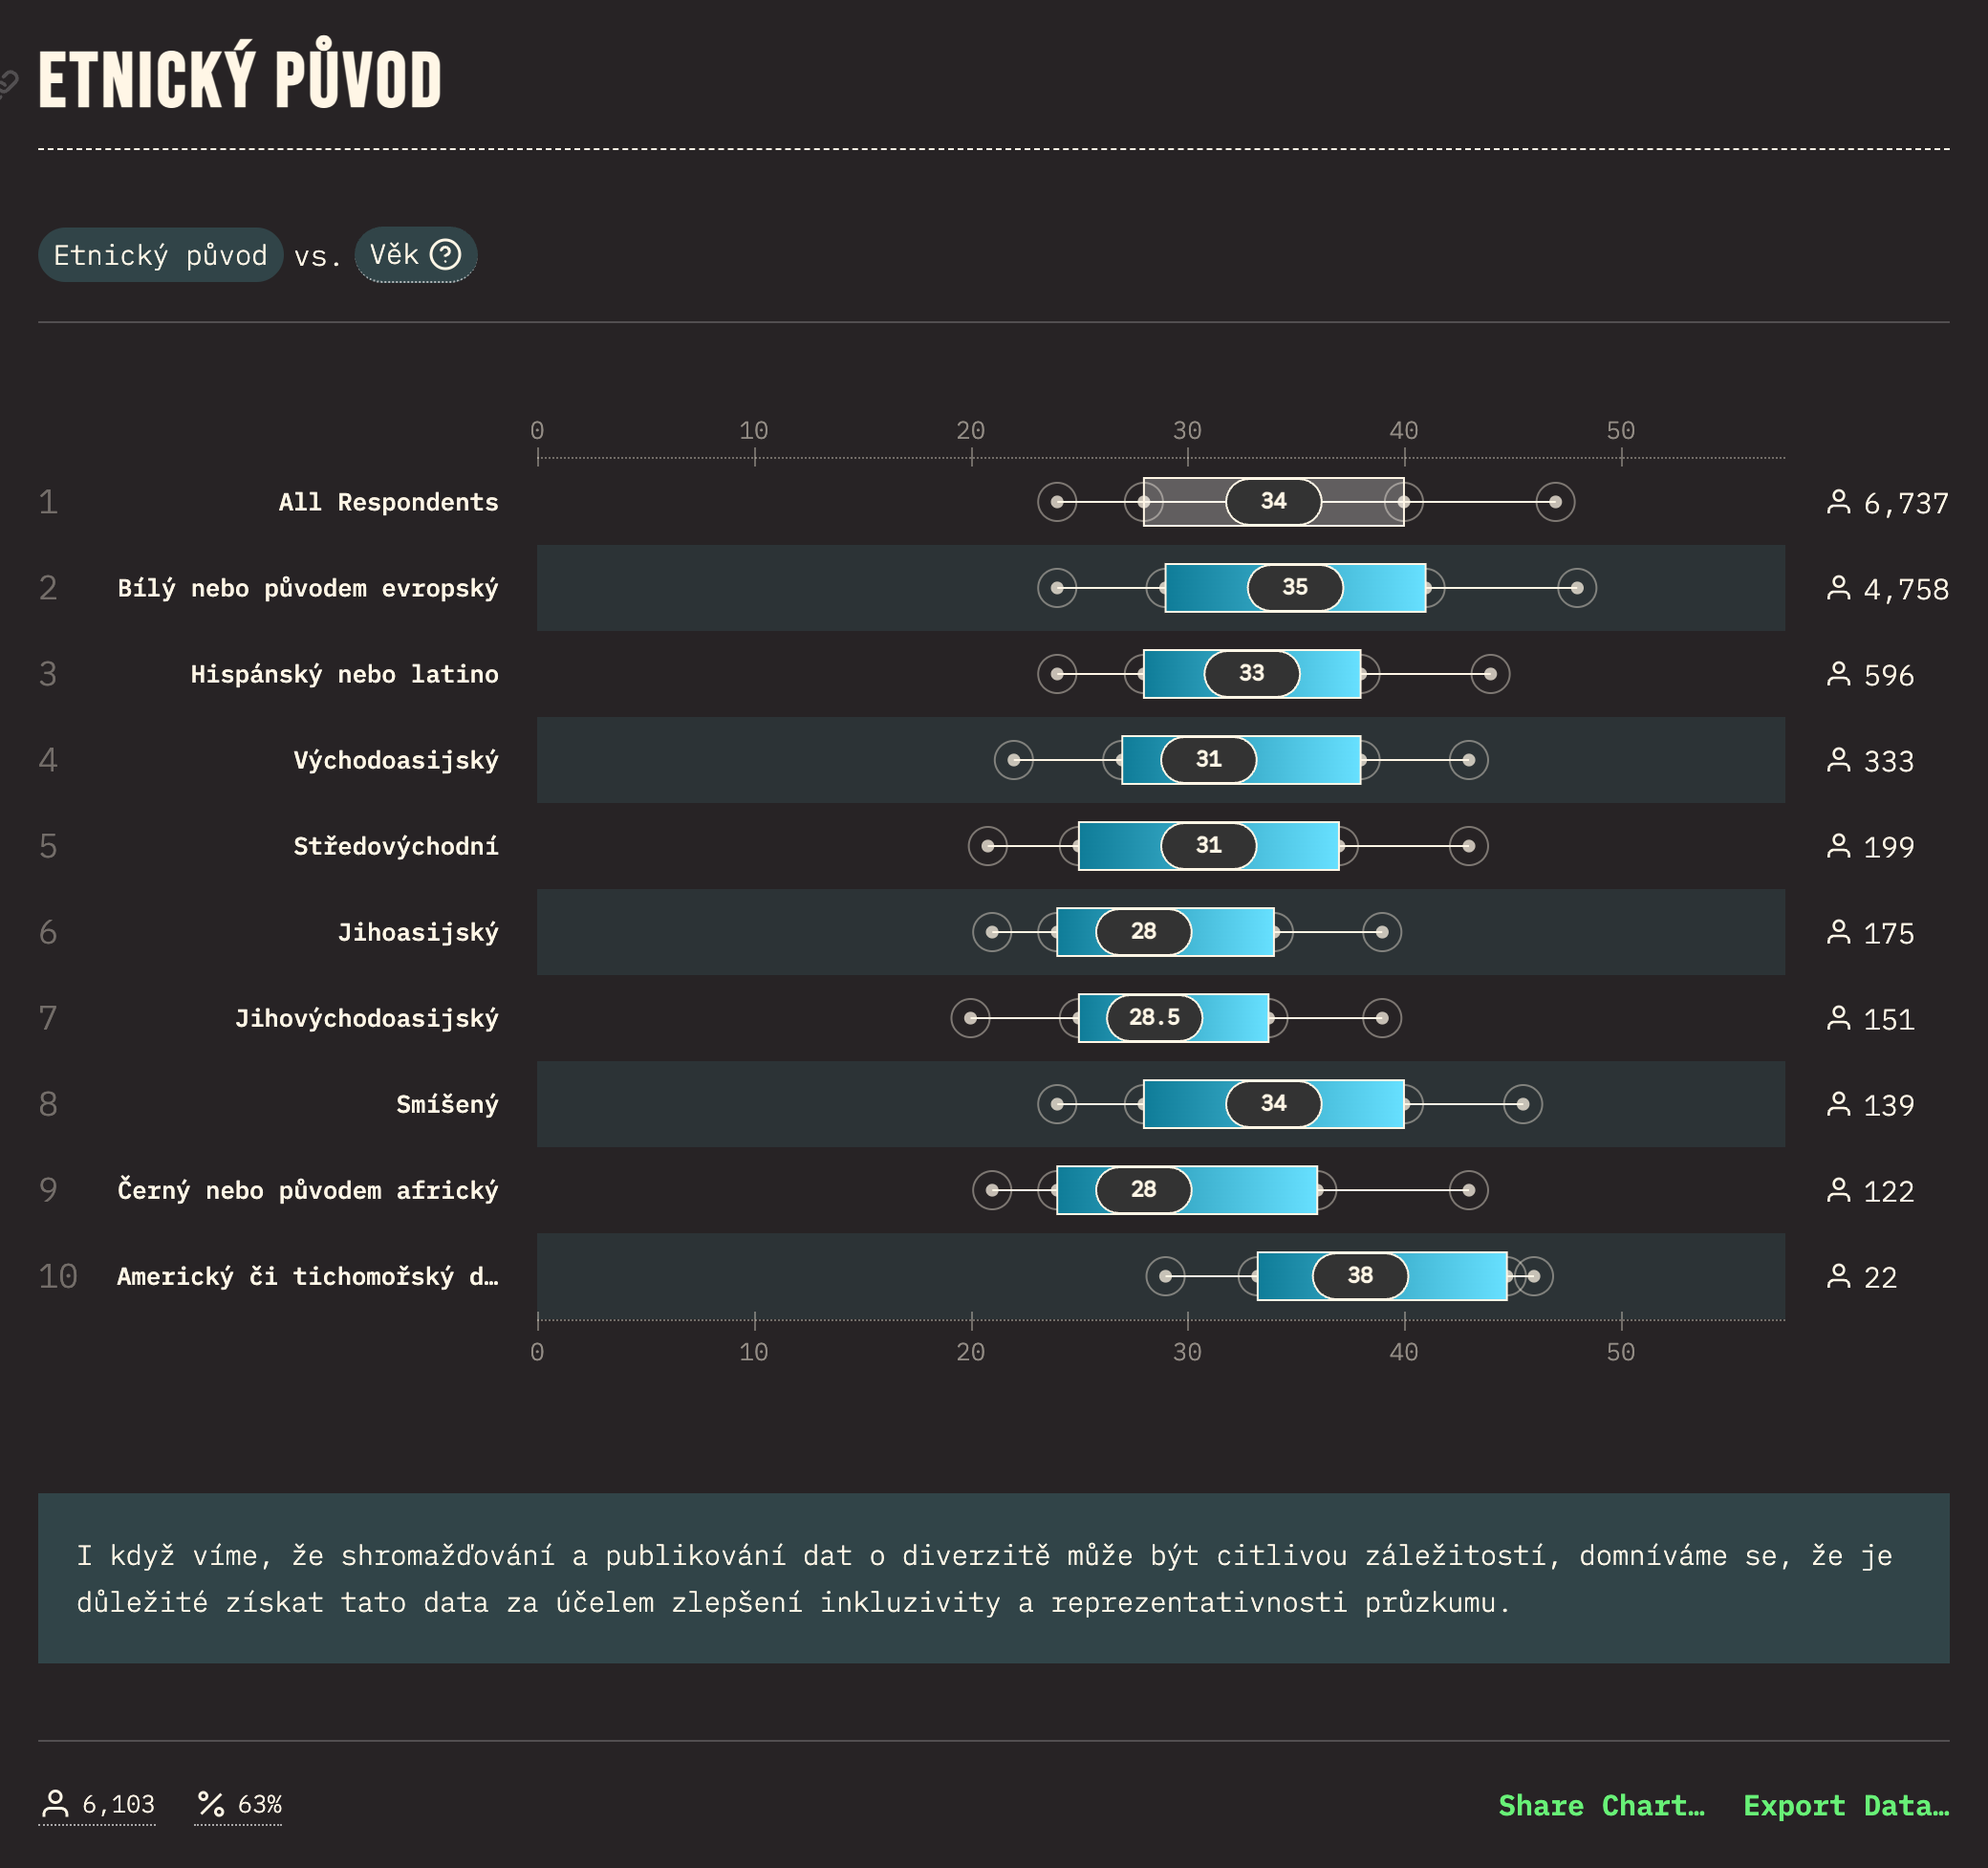 ETNICKÝ PŮVOD
Etnický původ vs. Věk ?
0 10 20 30 40 50
1 All Respondents 34 6,737
2 Bílý nebo původem evropský 35 4,758
3 Hispánský nebo latino 33 596
4 Východoasijský 31 333
5 Středovýchodní 31 199
6 Jihoasijský 28 175
7 Jihovýchodoasijský 28.5 151
8 Smíšený 34 139
9 Černý nebo původem africký 28 122
10 Americký či tichomořský d… 38 22
0 10 20 30 40 50
I když víme, že shromažďování a publikování dat o diverzitě může být citlivou záležitostí, domníváme se, že je
důležité získat tato data za účelem zlepšení inkluzivity a reprezentativnosti průzkumu.
6,103 % 63% Share Chart… Export Data…